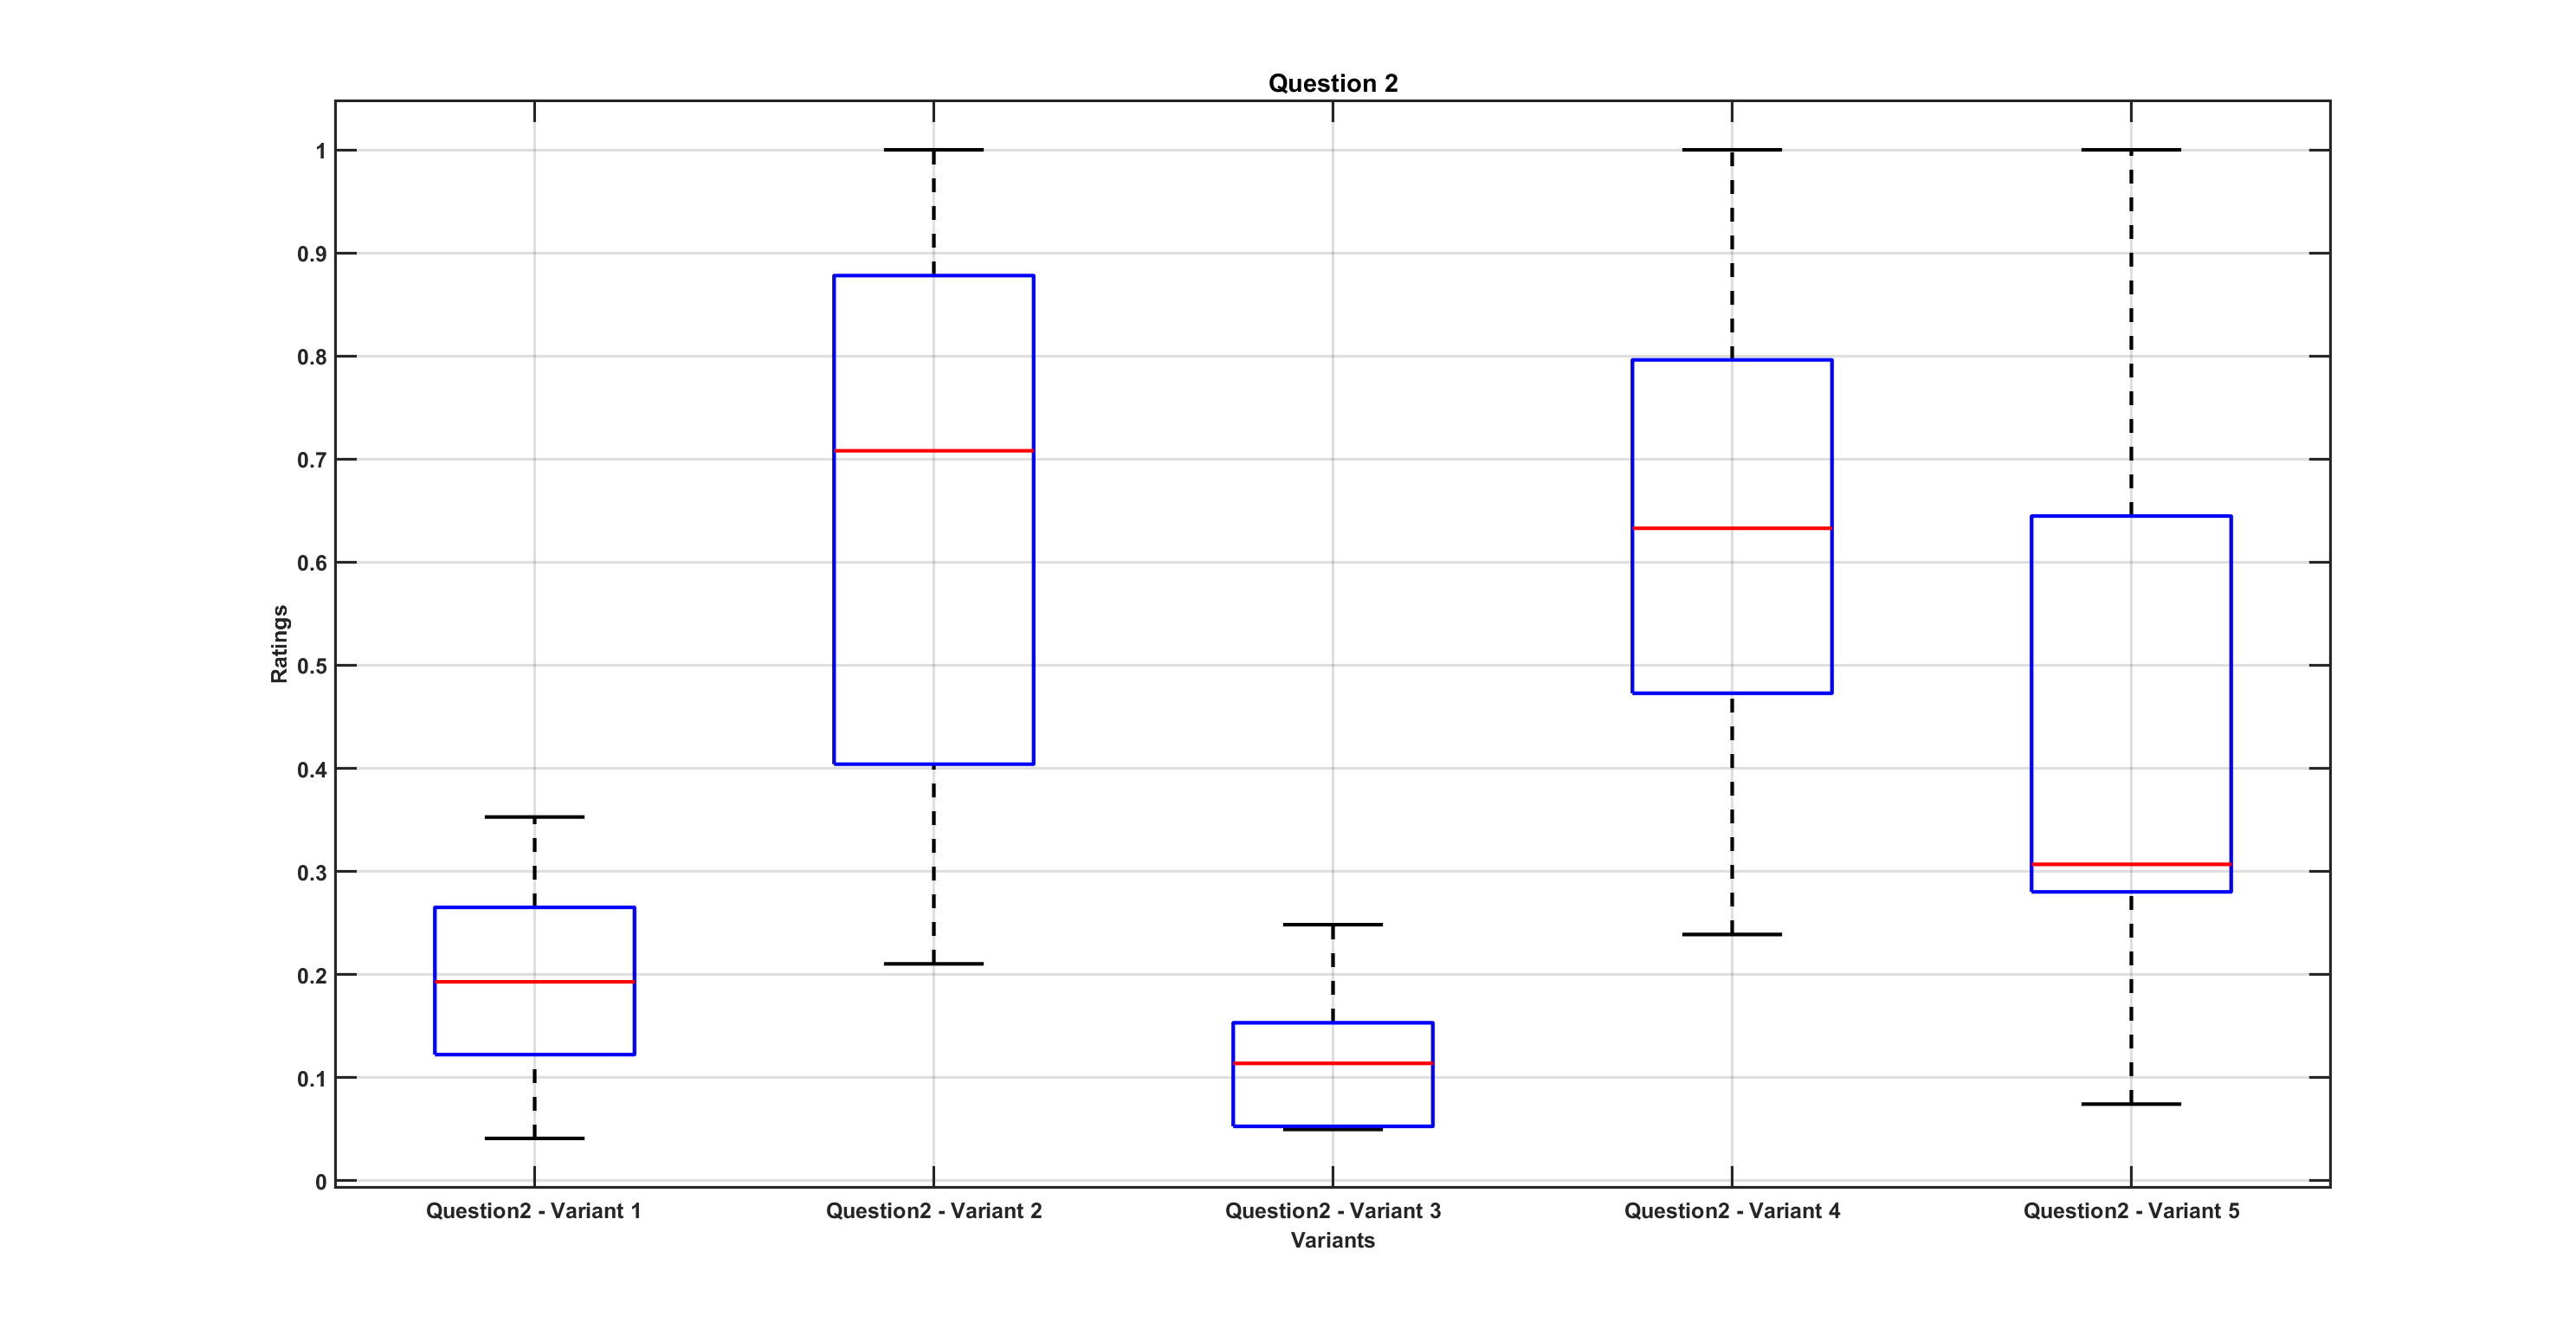 Question 2
1
0.9
0.8
0.7
0.6
0.5
0.4
0.3
0.2
0.1
0
Ratings
Question2 - Variant 1
Question2 - Variant 2
Question2 - Variant 3
Question2 - Variant 4
Question2 - Variant 5
Variants